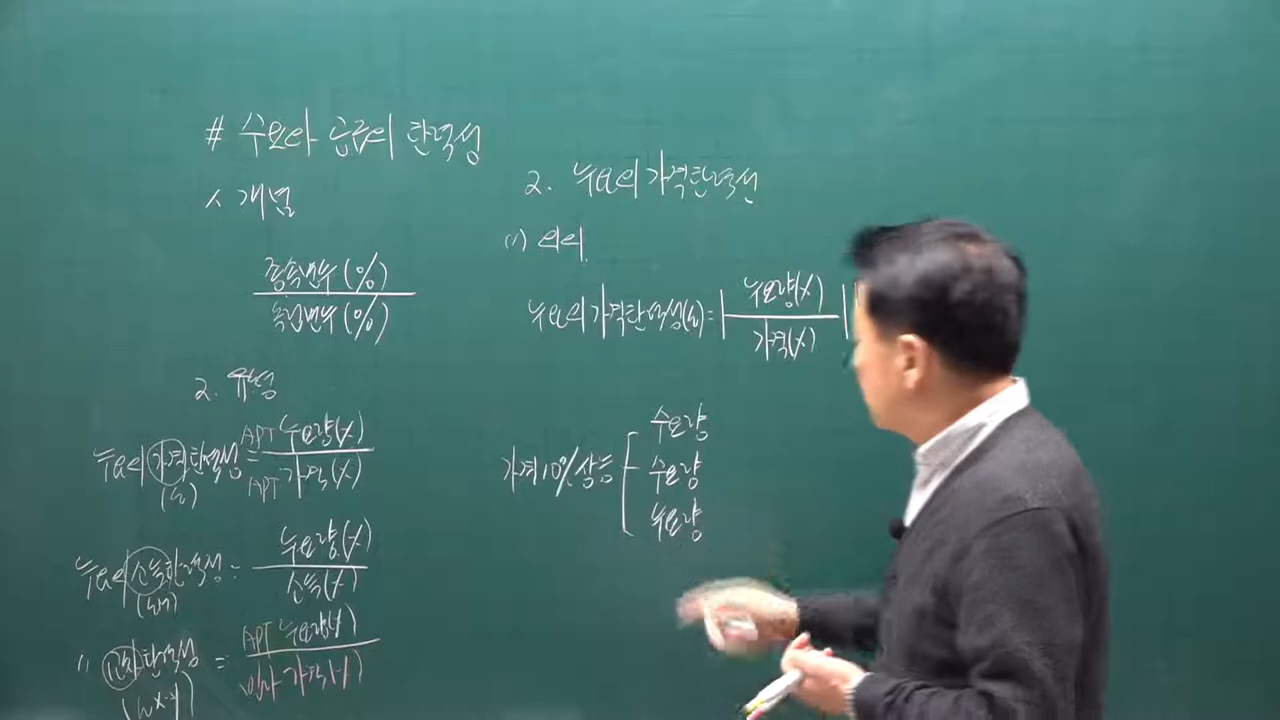 # 수요와 공급의 탄력성
1. 개념
종속변수(%)
독립변수(%)
2. 유형
수요의 가격탄력성 =
APT 수요량(%)
APT 가격(%)
수요의 소득탄력성 =
수요량(%)
소득(%)
〃 교차탄력성 =
APT 수요량(%)
가격(%)
2. 수요의 가격탄력성
(1) 의의
수요의 가격탄력성 = |
수요량(%)
가격(%)
가격 10% 상승
수요량
수요량
수요량